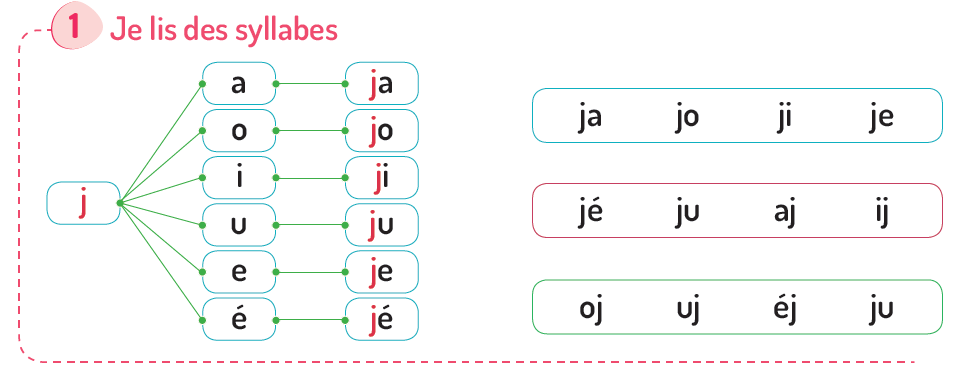 1 Je lis des syllabes
j
a ja
o jo
i ji
u ju
e je
é jé
ja jo ji je
jé ju aj ij
oj uj éj ju